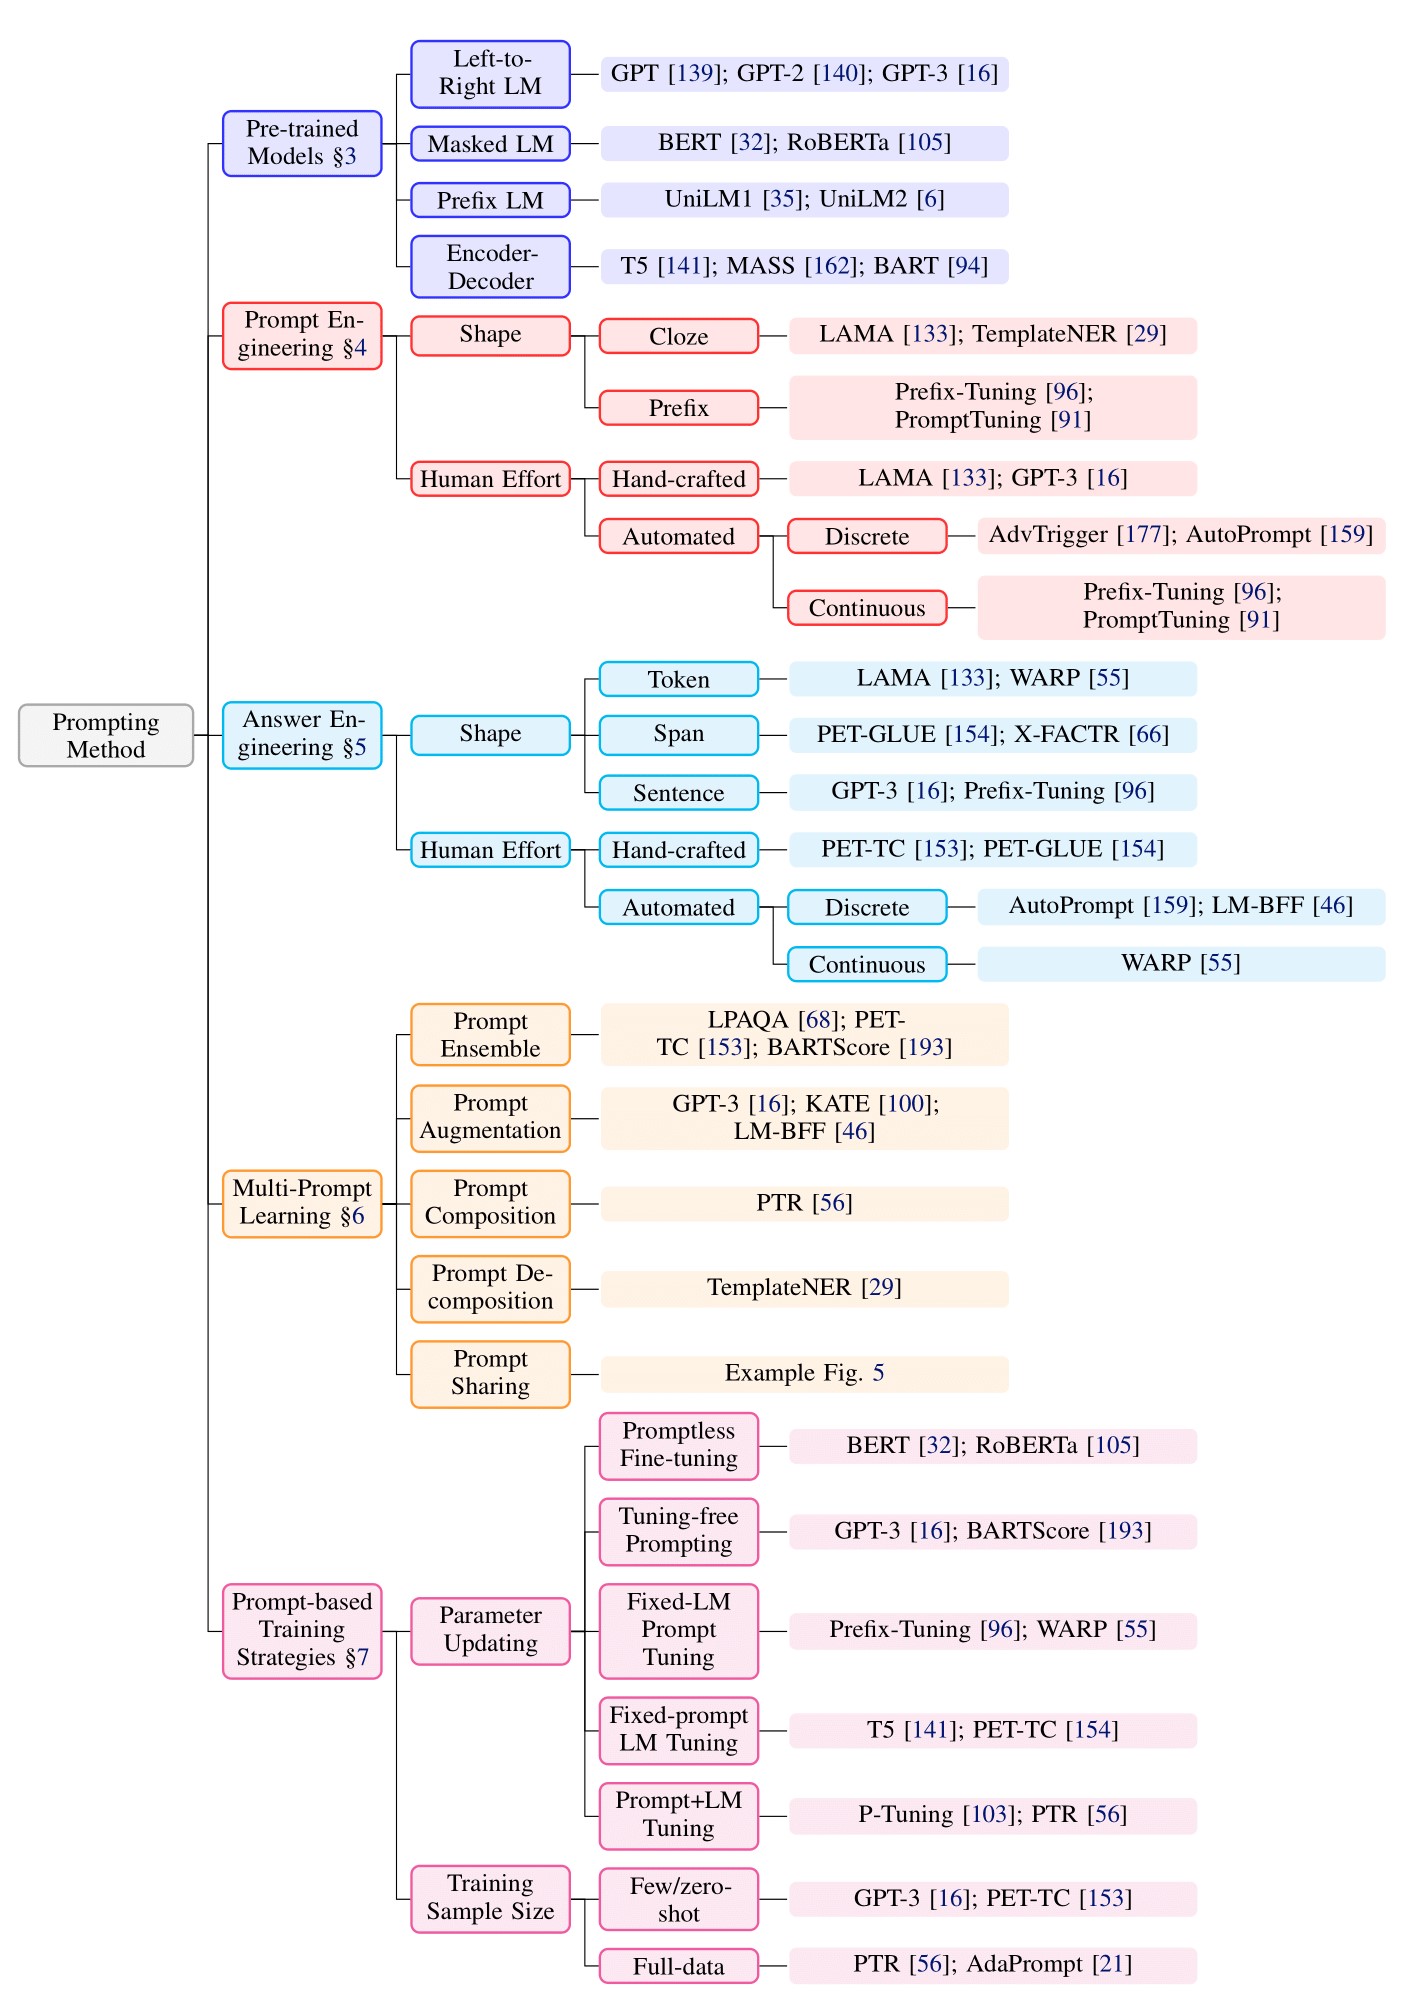 Left-to-
Right LM
GPT [139]; GPT-2 [140]; GPT-3 [16]
Pre-trained
Models §3
Masked LM
BERT [32]; RoBERTa [105]
Prefix LM
UniLM1 [35]; UniLM2 [6]
Encoder-
Decoder
T5 [141]; MASS [162]; BART [94]
Prompt En-
gineering §4
Shape
Cloze
LAMA [133]; TemplateNER [29]
Prefix
Prefix-Tuning [96];
PromptTuning [91]
Human Effort
Hand-crafted
LAMA [133]; GPT-3 [16]
Automated
Discrete
AdvTrigger [177]; AutoPrompt [159]
Continuous
Prefix-Tuning [96];
PromptTuning [91]
Prompting
Method
Answer En-
gineering §5
Shape
Token
LAMA [133]; WARP [55]
Span
PET-GLUE [154]; X-FACTR [66]
Sentence
GPT-3 [16]; Prefix-Tuning [96]
Human Effort
Hand-crafted
PET-TC [153]; PET-GLUE [154]
Automated
Discrete
AutoPrompt [159]; LM-BFF [46]
Continuous
WARP [55]
Multi-Prompt
Learning §6
Prompt
Ensemble
LPAQA [68]; PET-
TC [153]; BARTScore [193]
Prompt
Augmentation
GPT-3 [16]; KATE [100];
LM-BFF [46]
Prompt
Composition
PTR [56]
Prompt De-
composition
TemplateNER [29]
Prompt
Sharing
Example Fig. 5
Prompt-based
Training
Strategies §7
Parameter
Updating
Promptless
Fine-tuning
BERT [32]; RoBERTa [105]
Tuning-free
Prompting
GPT-3 [16]; BARTScore [193]
Fixed-LM
Prompt
Tuning
Prefix-Tuning [96]; WARP [55]
Fixed-prompt
LM Tuning
T5 [141]; PET-TC [154]
Prompt+LM
Tuning
P-Tuning [103]; PTR [56]
Training
Sample Size
Few/zero-
shot
GPT-3 [16]; PET-TC [153]
Full-data
PTR [56]; AdaPrompt [21]